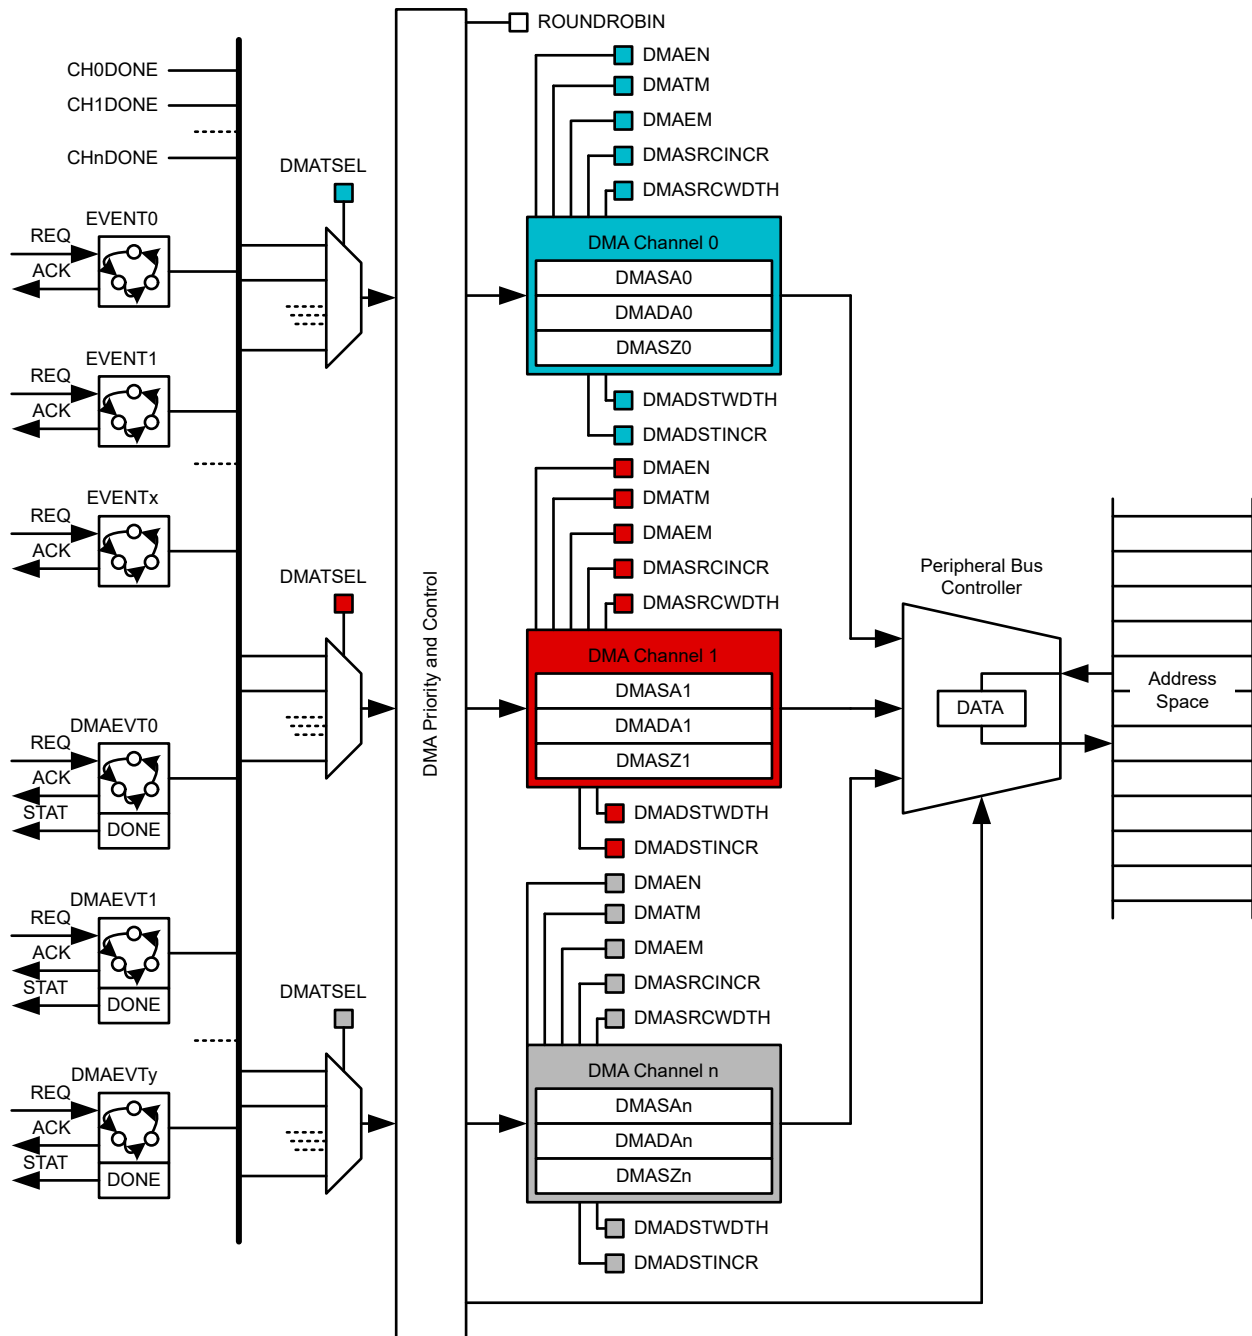 ROUNDROBIN
CH0DONE
CH1DONE
CHnDONE
EVENT0
REQ
ACK
EVENT1
REQ
ACK
EVENTx
REQ
ACK
DMAEVT0
REQ
ACK
STAT
DONE
DMAEVT1
REQ
ACK
STAT
DONE
DMAEVTy
REQ
ACK
STAT
DONE
DMATSEL
DMATSEL
DMATSEL
DMA Priority and Control
DMAEN
DMATM
DMAEM
DMASRCINCR
DMASRCWDTH
DMA Channel 0
DMASA0
DMADA0
DMASZ0
DMADSTWDTH
DMADSTINCR
DMAEN
DMATM
DMAEM
DMASRCINCR
DMASRCWDTH
DMA Channel 1
DMASA1
DMADA1
DMASZ1
DMADSTWDTH
DMADSTINCR
DMAEN
DMATM
DMAEM
DMASRCINCR
DMASRCWDTH
DMA Channel n
DMASAn
DMADAn
DMASZn
DMADSTWDTH
DMADSTINCR
Peripheral Bus
Controller
DATA
Address
Space